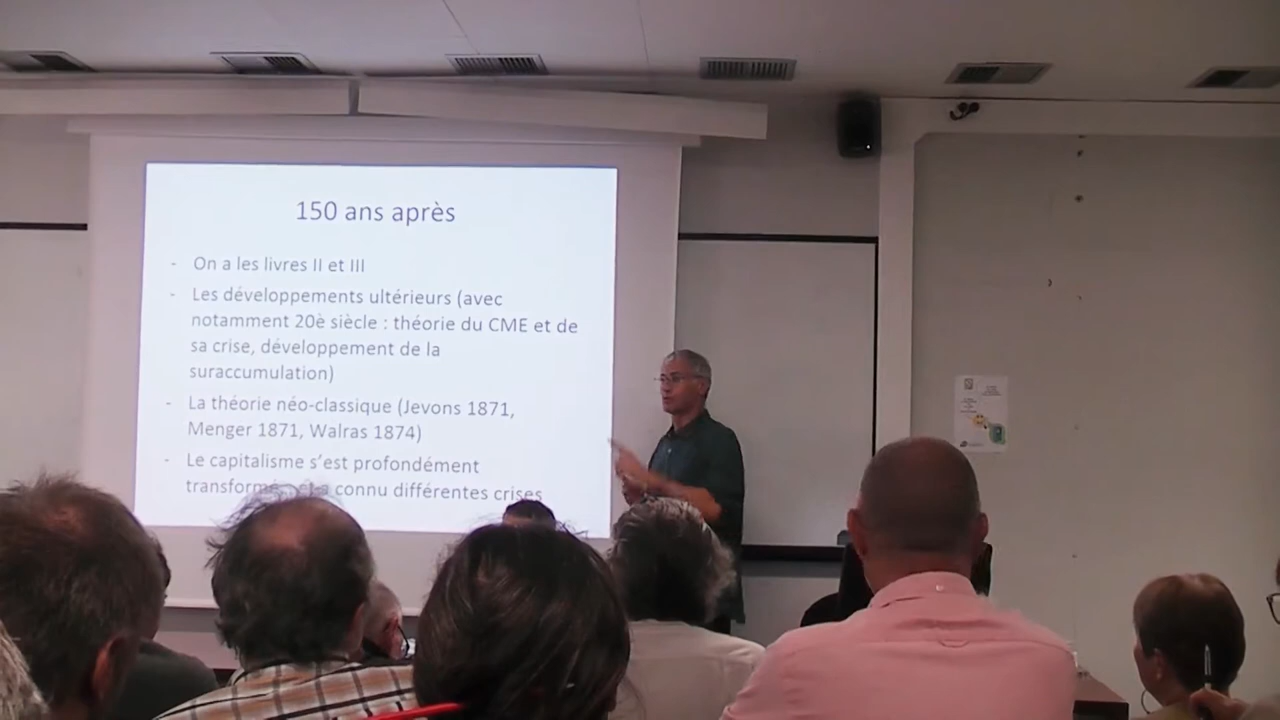 150 ans après
- On a les livres II et III
- Les développements ultérieurs (avec
notamment 20è siècle : théorie du CME et de
sa crise, développement de la
suraccumulation)
- La théorie néo-classique (Jevons 1871,
Menger 1871, Walras 1874)
- Le capitalisme s'est profondément
connu différentes crises